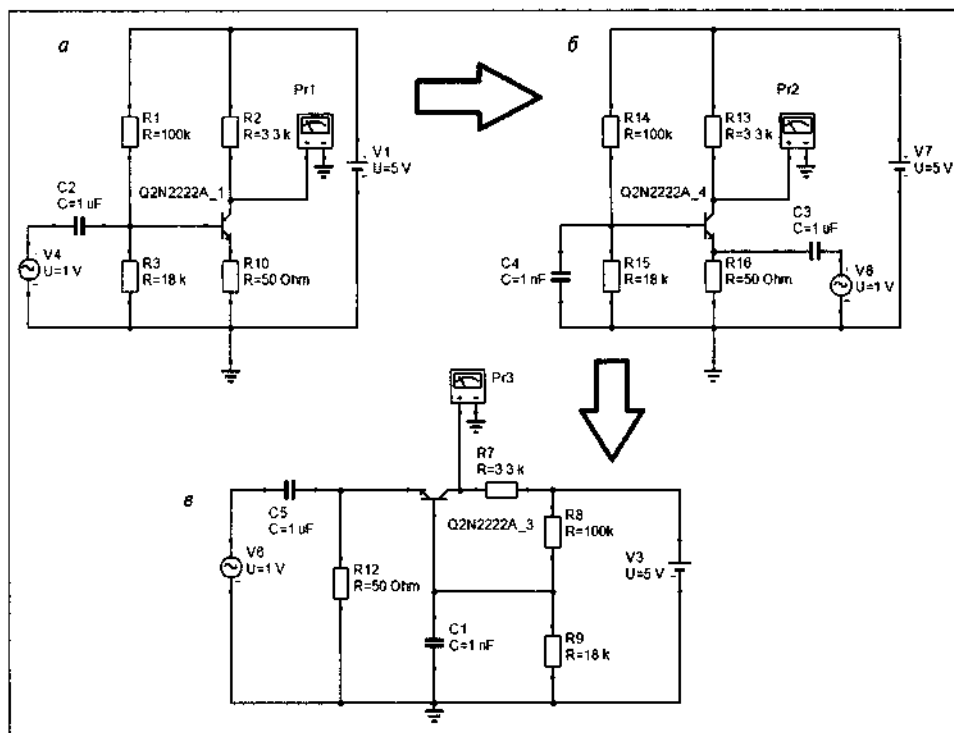 а
Pr1
R1
R=100k
R2
R=3.3 k
V1
U=5 V
C2
C=1 uF
Q2N2222A_1
V4
U=1 V
R3
R=18 k
R10
R=50 Ohm
б
Pr2
R14
R=100k
R13
R=3.3 k
V7
U=5 V
Q2N2222A_4
C3
C=1 uF
C4
C=1 nF
R15
R=18 k
R16
R=50 Ohm
V8
U=1 V
Pr3
в
R7
R=3.3 k
C5
C=1 uF
Q2N2222A_3
R8
R=100k
V6
U=1 V
R12
R=50 Ohm
V3
U=5 V
C1
C=1 nF
R9
R=18 k